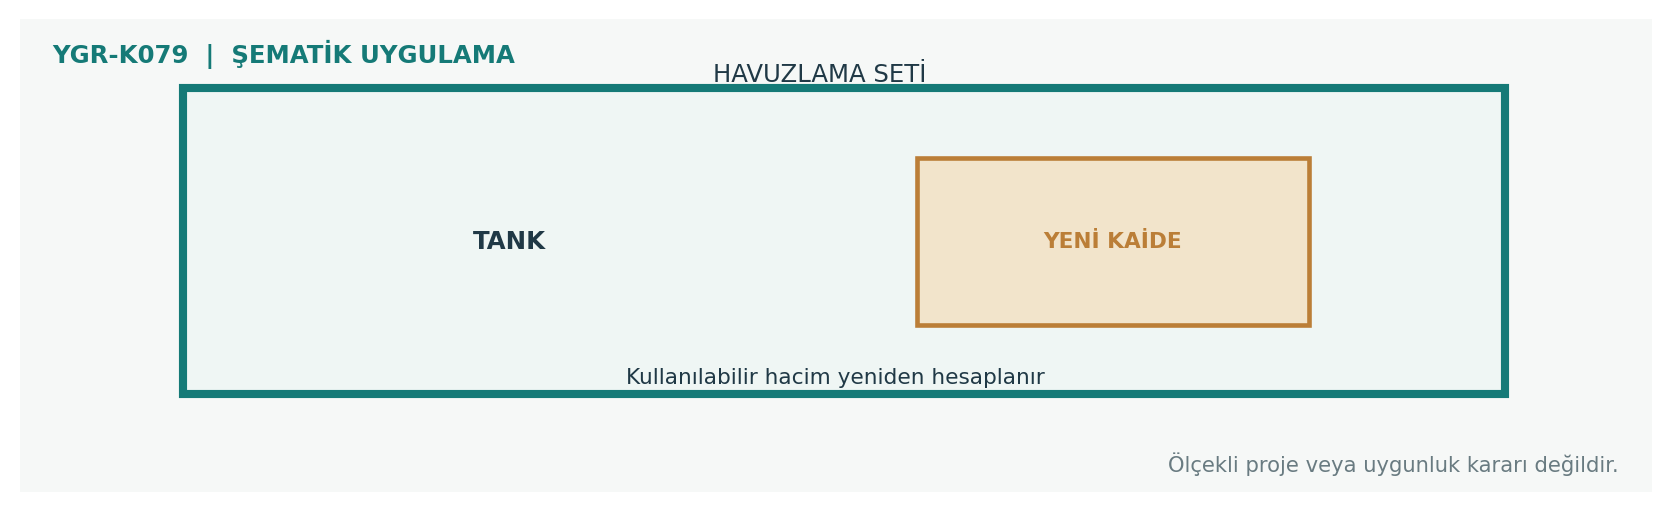 YGR-K079 | ŞEMATİK UYGULAMA
HAVUZLAMA SETİ
TANK
YENİ KAİDE
Kullanılabilir hacim yeniden hesaplanır
Ölçekli proje veya uygunluk kararı değildir.